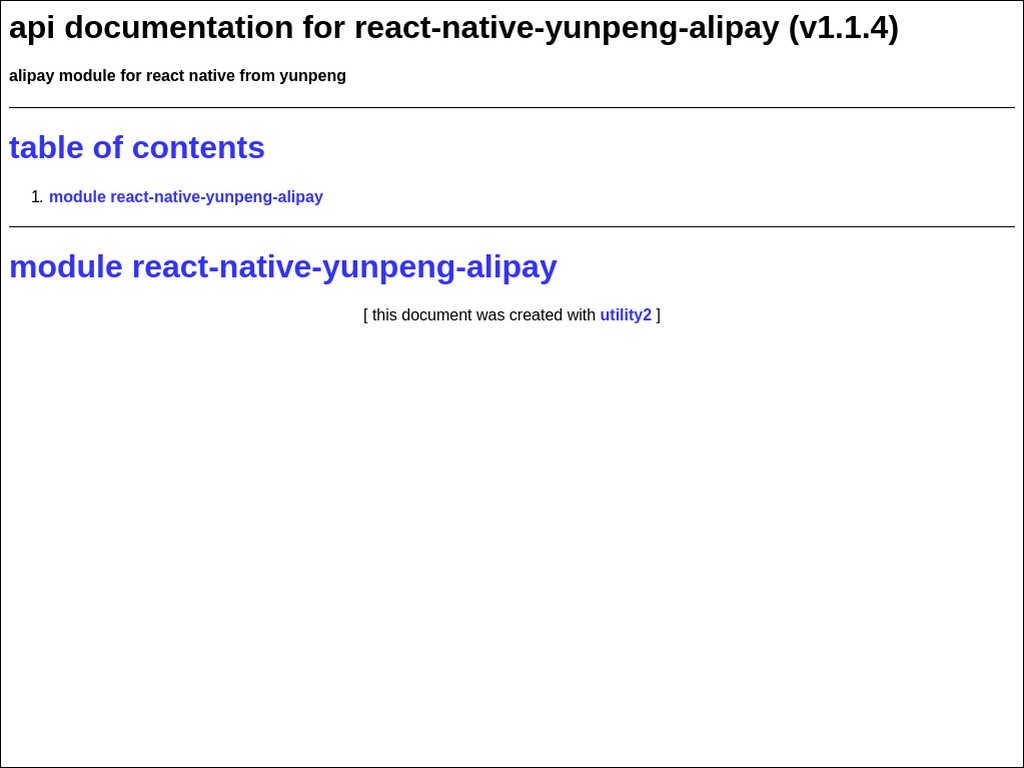 api documentation for react-native-yunpeng-alipay (v1.1.4)
alipay module for react native from yunpeng
table of contents
1. module react-native-yunpeng-alipay
module react-native-yunpeng-alipay
[ this document was created with utility2 ]